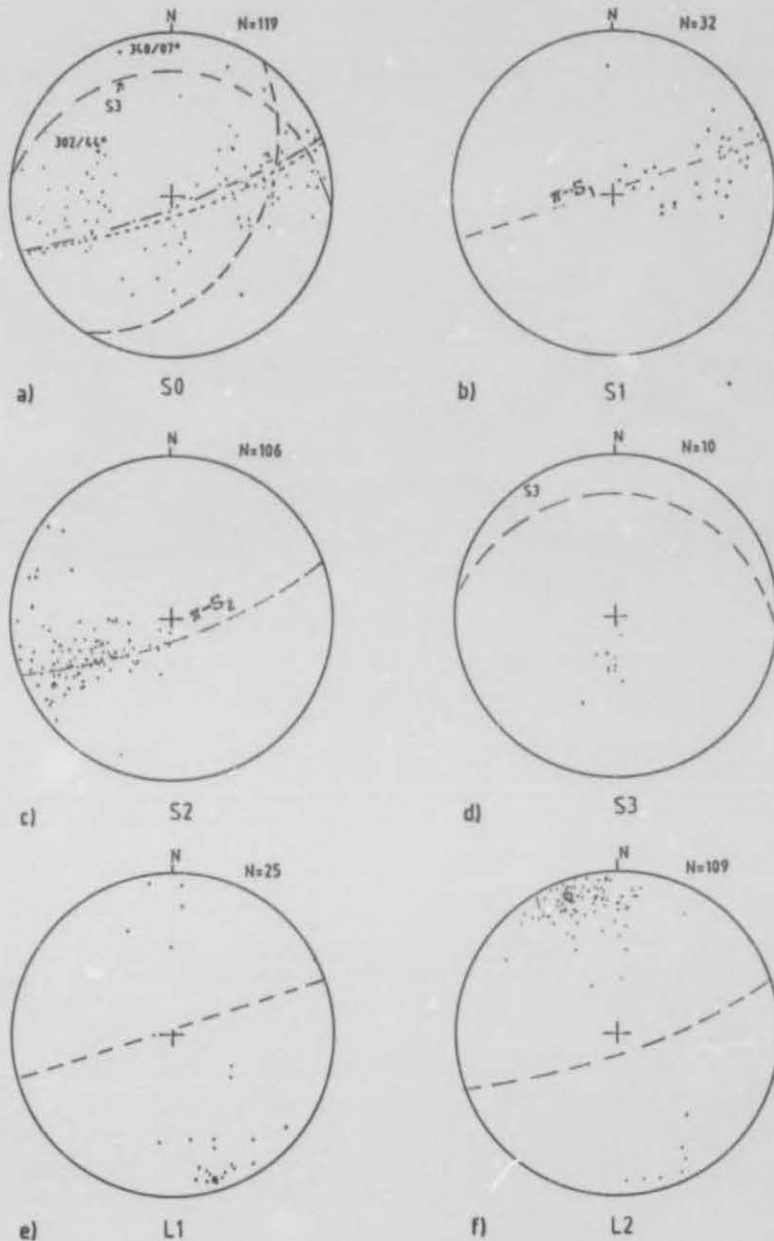 N
N=119
340/07°
S3
302/44°
a)
S0
N
N=32
π-S1
b)
S1
N
N=106
π-S2
c)
S2
N
N=10
S3
d)
S3
N
N=25
e)
L1
N
N=109
f)
L2